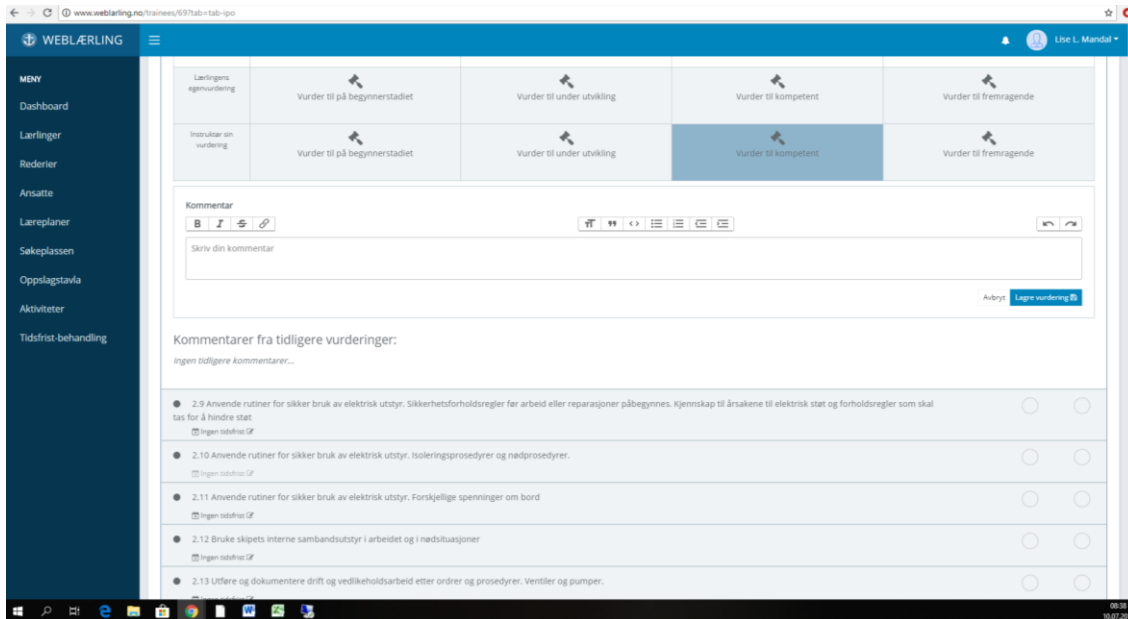 www.weblarling.no/trainees/69?tab=tab-ipo
WEBLÆRLING
Lise L. Mandal
MENY
Dashboard
Lærlinger
Rederier
Ansatte
Læreplaner
Søkeplassen
Oppslagstavla
Aktiviteter
Tidsfrist-behandling
Lærlingens
egenvurdering
Vurder til på begynnerstadiet
Vurder til under utvikling
Vurder til kompetent
Vurder til fremragende
Instruktør sin
vurdering
Vurder til på begynnerstadiet
Vurder til under utvikling
Vurder til kompetent
Vurder til fremragende
Kommentar
Skriv din kommentar
Avbryt
Lagre vurdering
Kommentarer fra tidligere vurderinger:
Ingen tidligere kommentarer...
2.9 Anvende rutiner for sikker bruk av elektrisk utstyr. Sikkerhetsforholdsregler før arbeid eller reparasjoner påbegynnes. Kjennskap til årsakene til elektrisk støt og forholdsregler som skal
tas for å hindre støt
Ingen tidsfrist
2.10 Anvende rutiner for sikker bruk av elektrisk utstyr. Isoleringsprosedyrer og nødprosedyrer.
Ingen tidsfrist
2.11 Anvende rutiner for sikker bruk av elektrisk utstyr. Forskjellige spenninger om bord
Ingen tidsfrist
2.12 Bruke skipets interne sambandsutstyr i arbeidet og i nødsituasjoner
Ingen tidsfrist
2.13 Utføre og dokumentere drift og vedlikeholdsarbeid etter ordrer og prosedyrer. Ventiler og pumper.
08:38
10.07.20